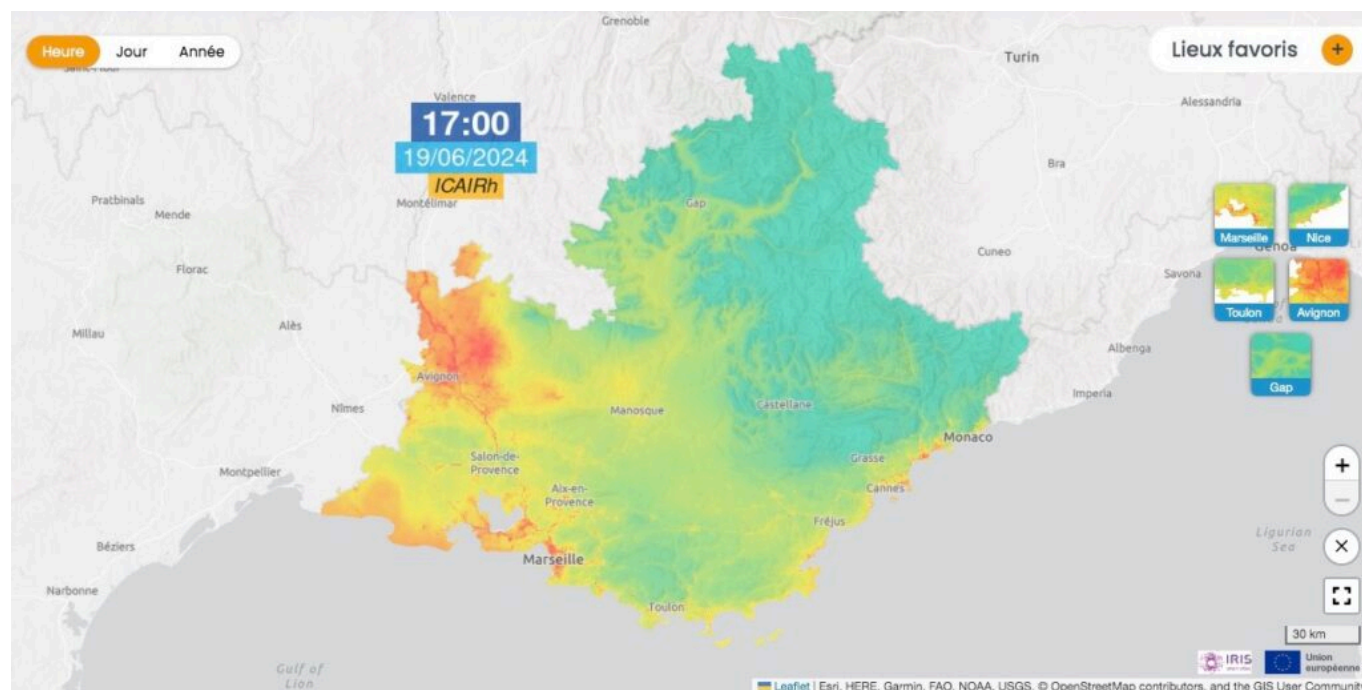 Grenoble
Heure Jour Année
Lieux favoris +
Turin
Valence
Alessandria
17:00
19/06/2024
ICAIRh
Bra
Pratbinals
Mende
Montélimar
Gap
Marseille
Nice
Cuneo
Genoa
Florac
Savona
Toulon
Avignon
Millau
Alès
Albenga
Avignon
Gap
Nîmes
Manosque
Castellane
Imperia
Monaco
Salon-de-
Provence
Grasse
Montpellier
Aix-en-
Provence
Cannes
+
−
Fréjus
Béziers
Marseille
Ligurian
Sea
Narbonne
Toulon
30 km
IRIS
Union
européenne
Gulf of
Lion
Leaflet | Esri, HERE, Garmin, FAO, NOAA, USGS, © OpenStreetMap contributors, and the GIS User Community